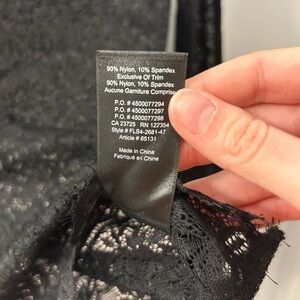 90% Nylon, 10% Spandex
Exclusive Of Trim
90% Nylon, 10% Spandex
Aucune Garniture Comprise
P.O. # 4500077294
P.O. # 4500077297
P.O. # 4500077298
CA 23725 RN 127354
Style # FLS4-2681-47
Article # 65131
Made in China
Fabriqué en Chine